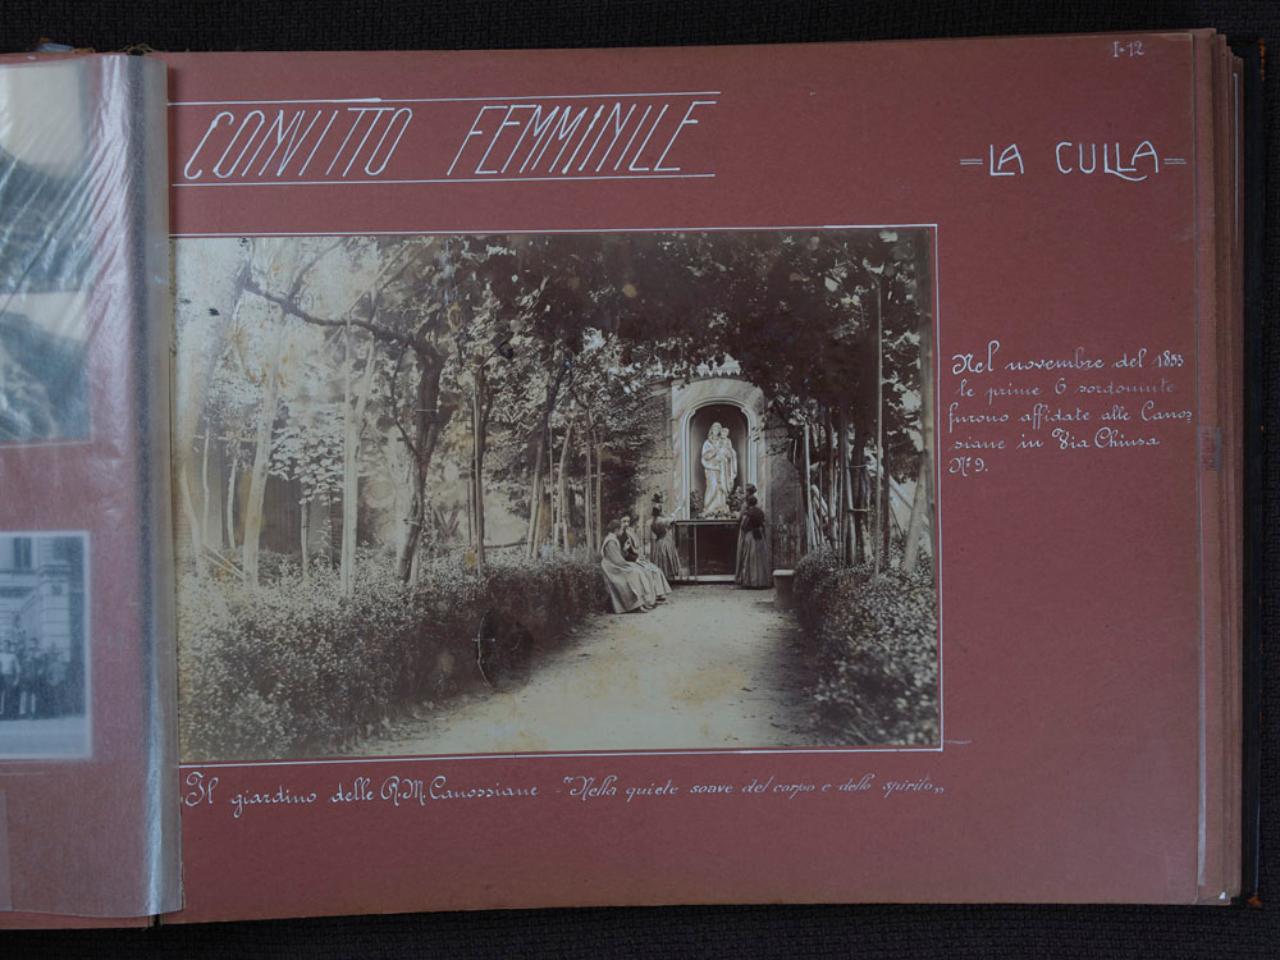 I-12
CONVITTO FEMMINILE
=LA CULLA=
Nel novembre del 1853
le prime 6 sordomute
furono affidate alle Canos=
siane in Via Chiusa
Nº 9.
Il giardino delle R.M. Canossiane - "Nella quiete soave del corpo e dello spirito„